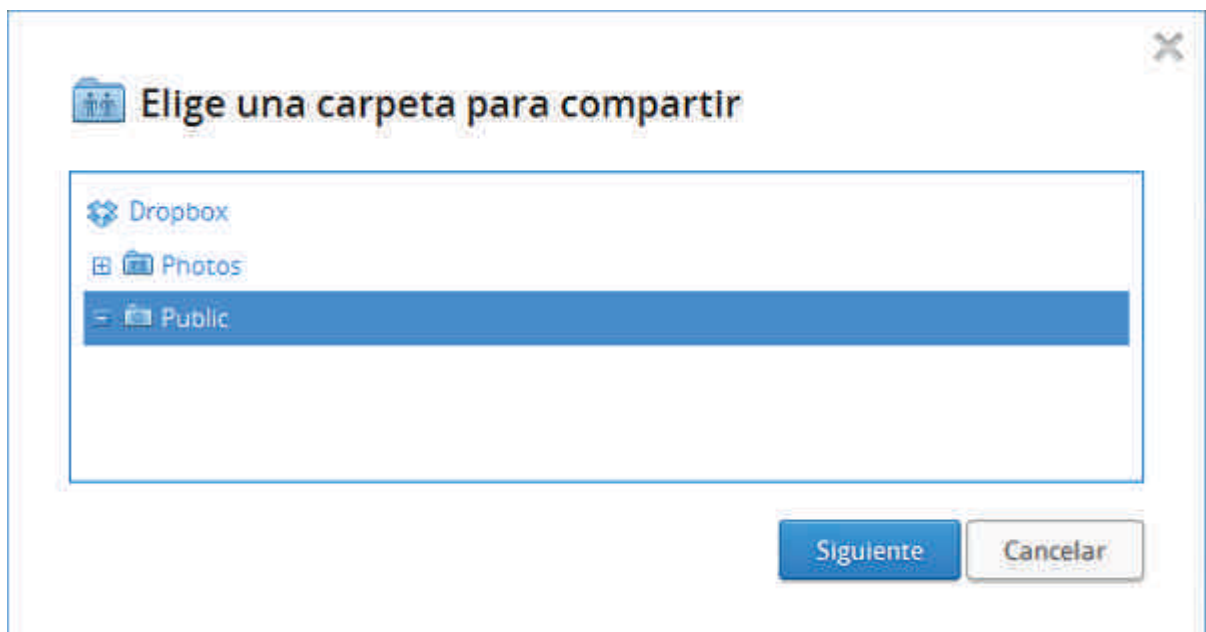 Elige una carpeta para compartir
Dropbox
Photos
Public
Siguiente Cancelar